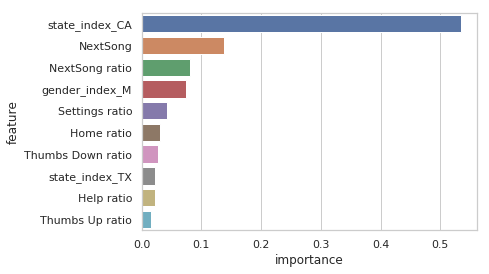 feature
state_index_CA
NextSong
NextSong ratio
gender_index_M
Settings ratio
Home ratio
Thumbs Down ratio
state_index_TX
Help ratio
Thumbs Up ratio
0.0 0.1 0.2 0.3 0.4 0.5
importance